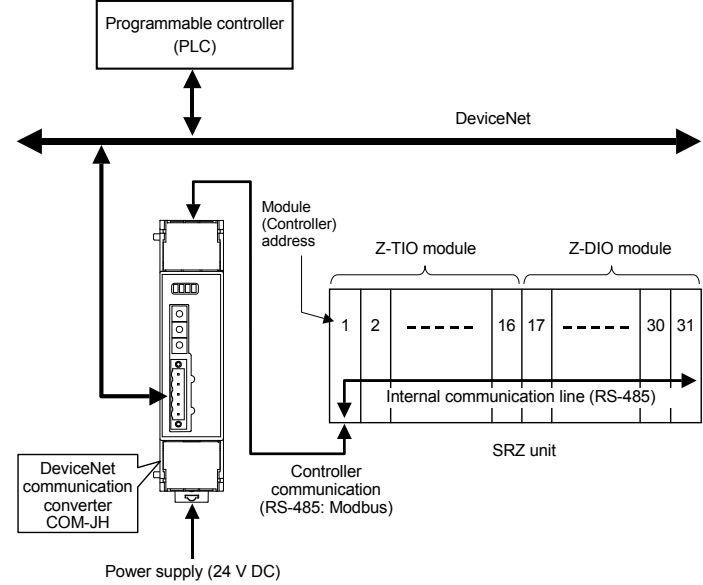 Programmable controller
(PLC)
DeviceNet
Module
(Controller)
address
Z-TIO module
Z-DIO module
1 2 16 17 30 31
Internal communication line (RS-485)
SRZ unit
DeviceNet
communication
converter
COM-JH
Controller
communication
(RS-485: Modbus)
Power supply (24 V DC)